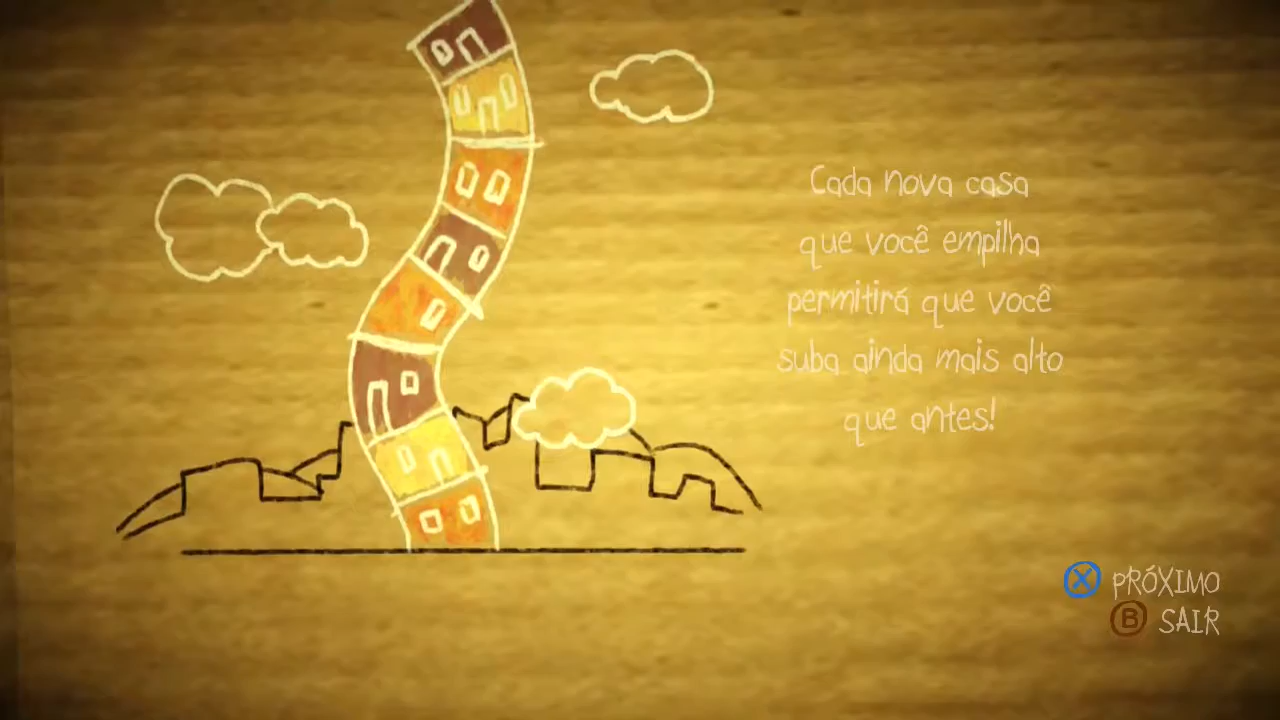 Cada nova casa
que você empilha
permitirá que você
suba ainda mais alto
que antes!
X PRÓXIMO
B SAIR